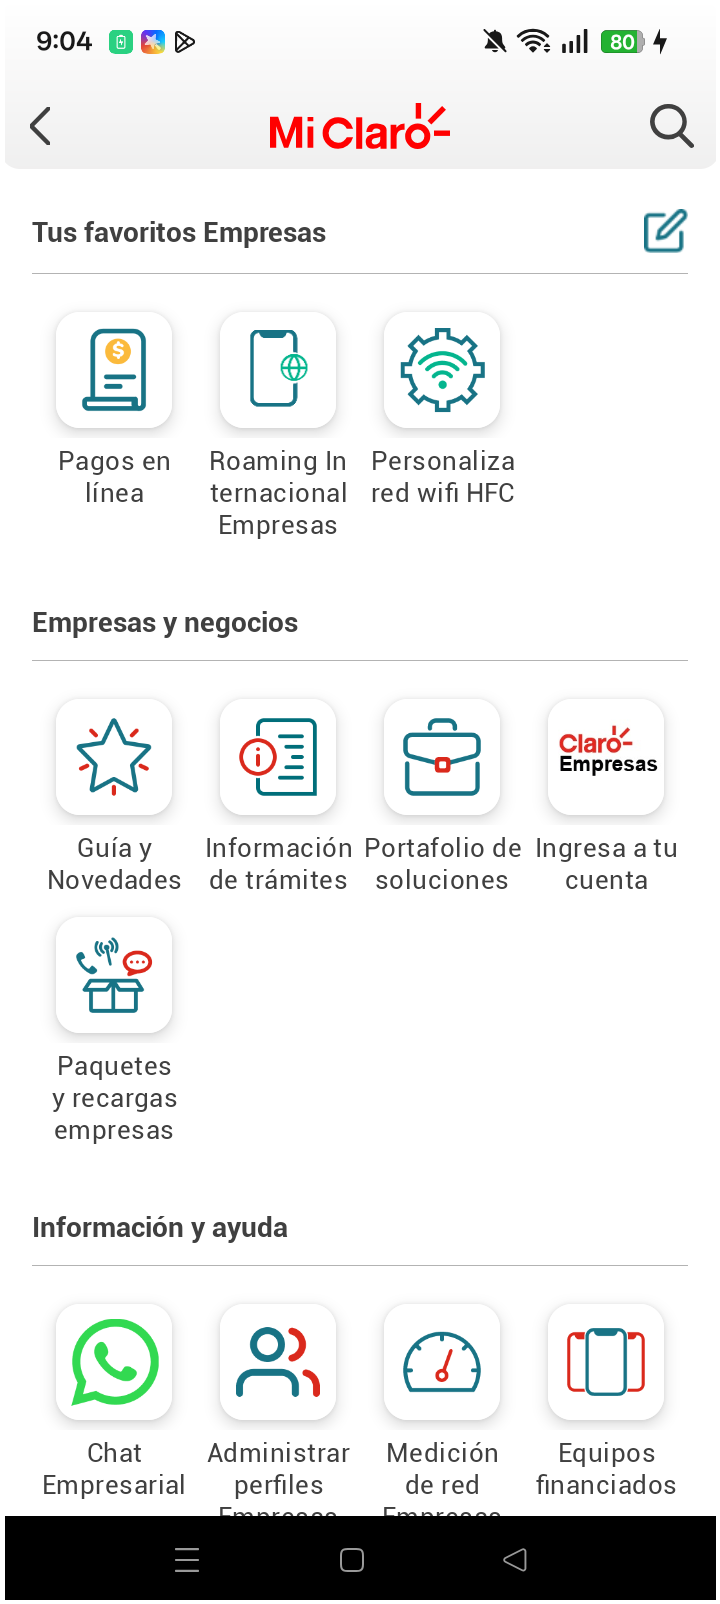 9:04
80
Mi Claro
Tus favoritos Empresas
$
Pagos en
línea
Roaming In
ternacional
Empresas
Personaliza
red wifi HFC
Empresas y negocios
Claro
Empresas
Guía y
Novedades
Información
de trámites
Portafolio de
soluciones
Ingresa a tu
cuenta
Paquetes
y recargas
empresas
Información y ayuda
Chat
Empresarial
Administrar
perfiles
Empresas
Medición
de red
Empresas
Equipos
financiados